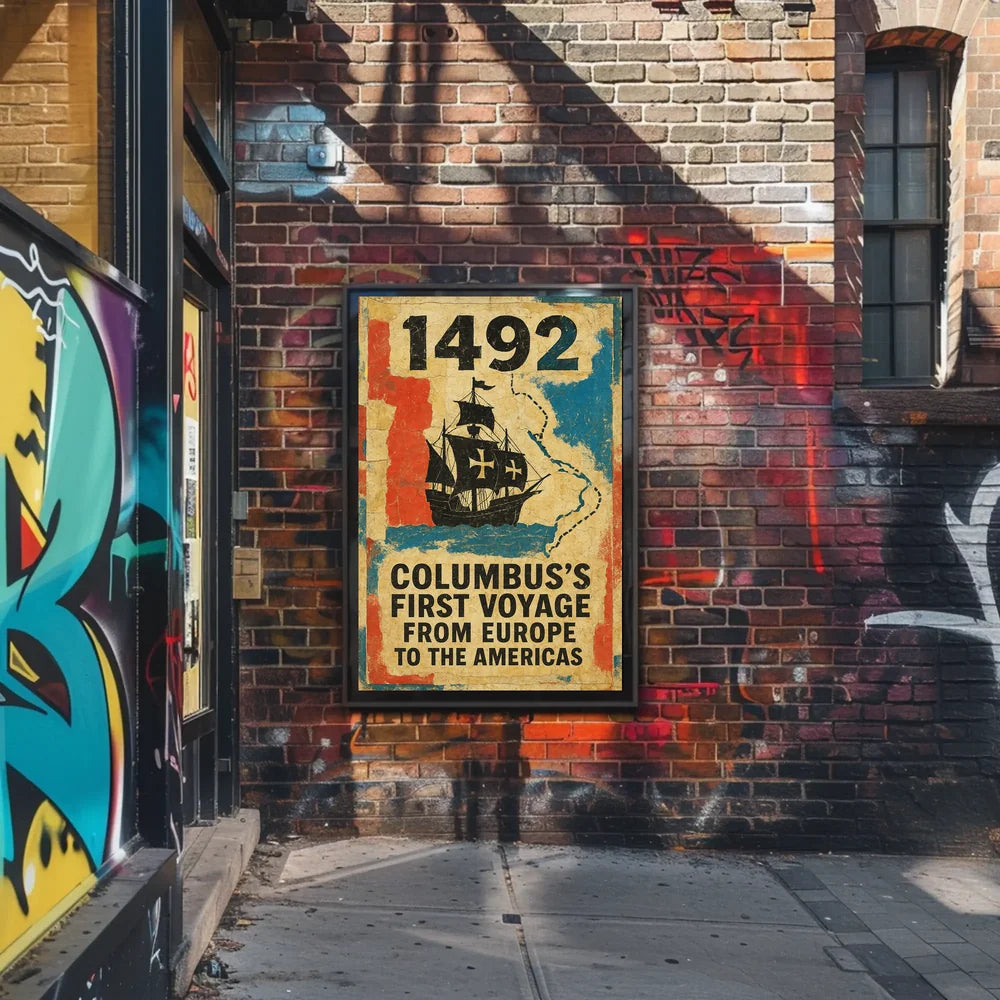 1492
COLUMBUS'S
FIRST VOYAGE
FROM EUROPE
TO THE AMERICAS